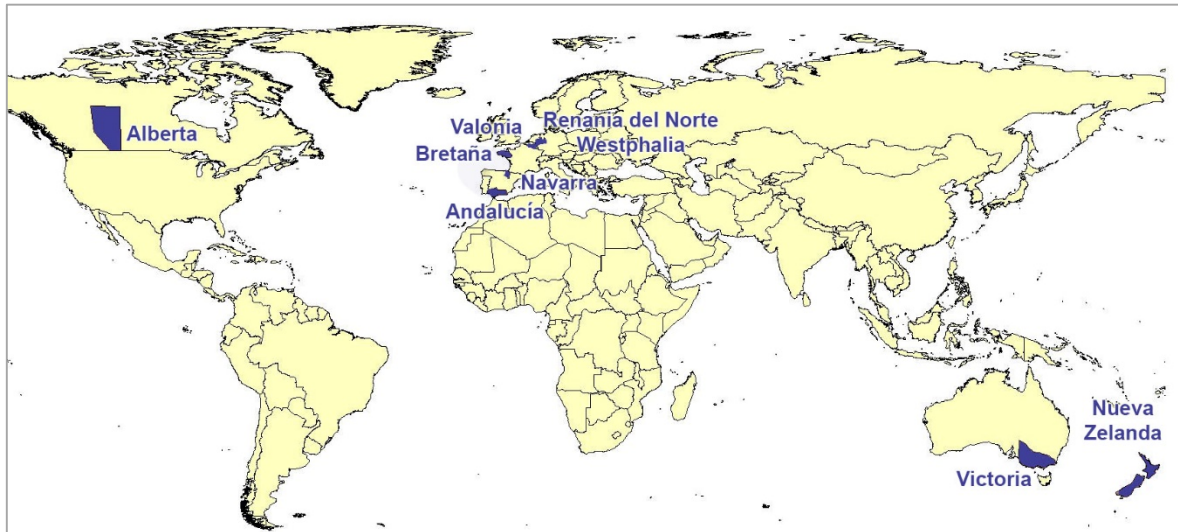 Alberta
Valonia
Renania del Norte
Westphalia
Bretaña
Navarra
Andalucía
Nueva
Zelanda
Victoria